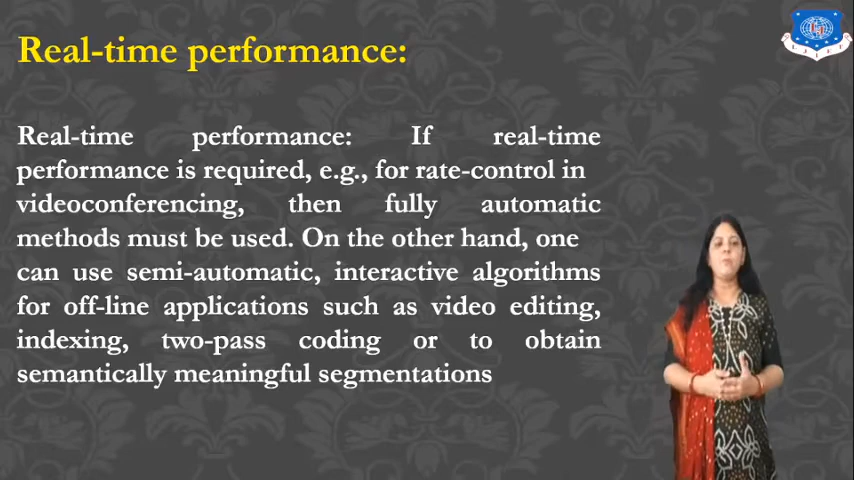 Real-time performance:
Real-time performance: If real-time
performance is required, e.g., for rate-control in
videoconferencing, then fully automatic
methods must be used. On the other hand, one
can use semi-automatic, interactive algorithms
for off-line applications such as video editing,
indexing, two-pass coding or to obtain
semantically meaningful segmentations